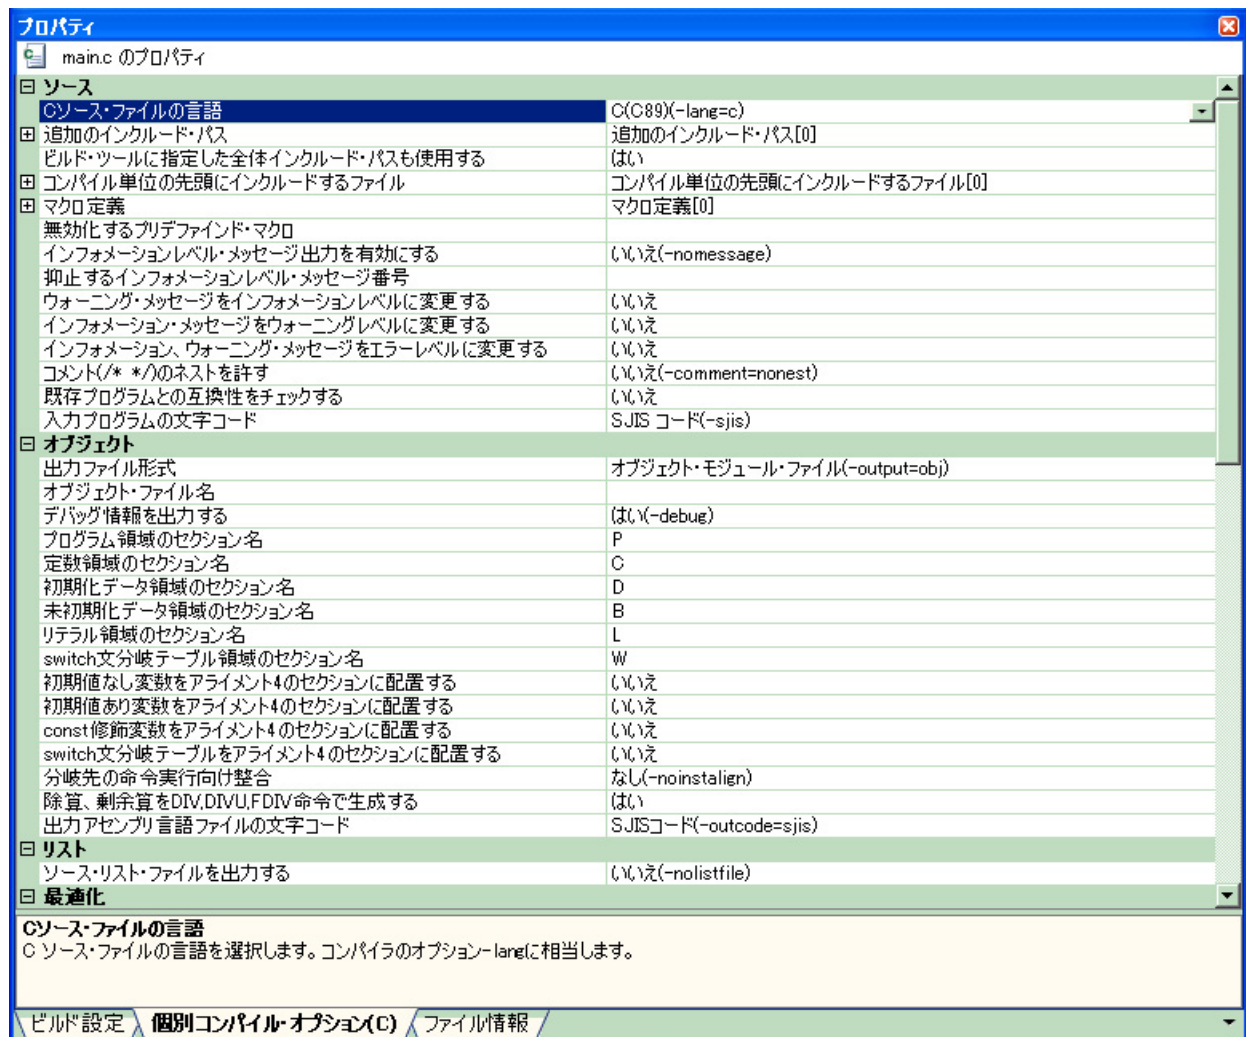 プロパティ
main.c のプロパティ
ソース
Cソース・ファイルの言語 C(C89)(-lang=c)
追加のインクルード・パス 追加のインクルード・パス[0]
ビルド・ツールに指定した全体インクルード・パスも使用する はい
コンパイル単位の先頭にインクルードするファイル コンパイル単位の先頭にインクルードするファイル[0]
マクロ定義 マクロ定義[0]
無効化するプリデファインド・マクロ
インフォメーションレベル・メッセージ出力を有効にする いいえ(-nomessage)
抑止するインフォメーションレベル・メッセージ番号
ウォーニング・メッセージをインフォメーションレベルに変更する いいえ
インフォメーション・メッセージをウォーニングレベルに変更する いいえ
インフォメーション、ウォーニング・メッセージをエラーレベルに変更する いいえ
コメント(/* */)のネストを許す いいえ(-comment=nonest)
既存プログラムとの互換性をチェックする いいえ
入力プログラムの文字コード SJIS コード(-sjis)
オブジェクト
出力ファイル形式 オブジェクト・モジュール・ファイル(-output=obj)
オブジェクト・ファイル名
デバッグ情報を出力する はい(-debug)
プログラム領域のセクション名 P
定数領域のセクション名 C
初期化データ領域のセクション名 D
未初期化データ領域のセクション名 B
リテラル領域のセクション名 L
switch文分岐テーブル領域のセクション名 W
初期値なし変数をアライメント4のセクションに配置する いいえ
初期値あり変数をアライメント4のセクションに配置する いいえ
const修飾変数をアライメント4のセクションに配置する いいえ
switch文分岐テーブルをアライメント4のセクションに配置する いいえ
分岐先の命令実行向け整合 なし(-noinstalign)
除算、剰余算をDIV,DIVU,FDIV命令で生成する はい
出力アセンブリ言語ファイルの文字コード SJISコード(-outcode=sjis)
リスト
ソース・リスト・ファイルを出力する いいえ(-nolistfile)
最適化
Cソース・ファイルの言語
C ソース・ファイルの言語を選択します。コンパイラのオプション-langに相当します。
ビルド設定 個別コンパイル・オプション(C) ファイル情報